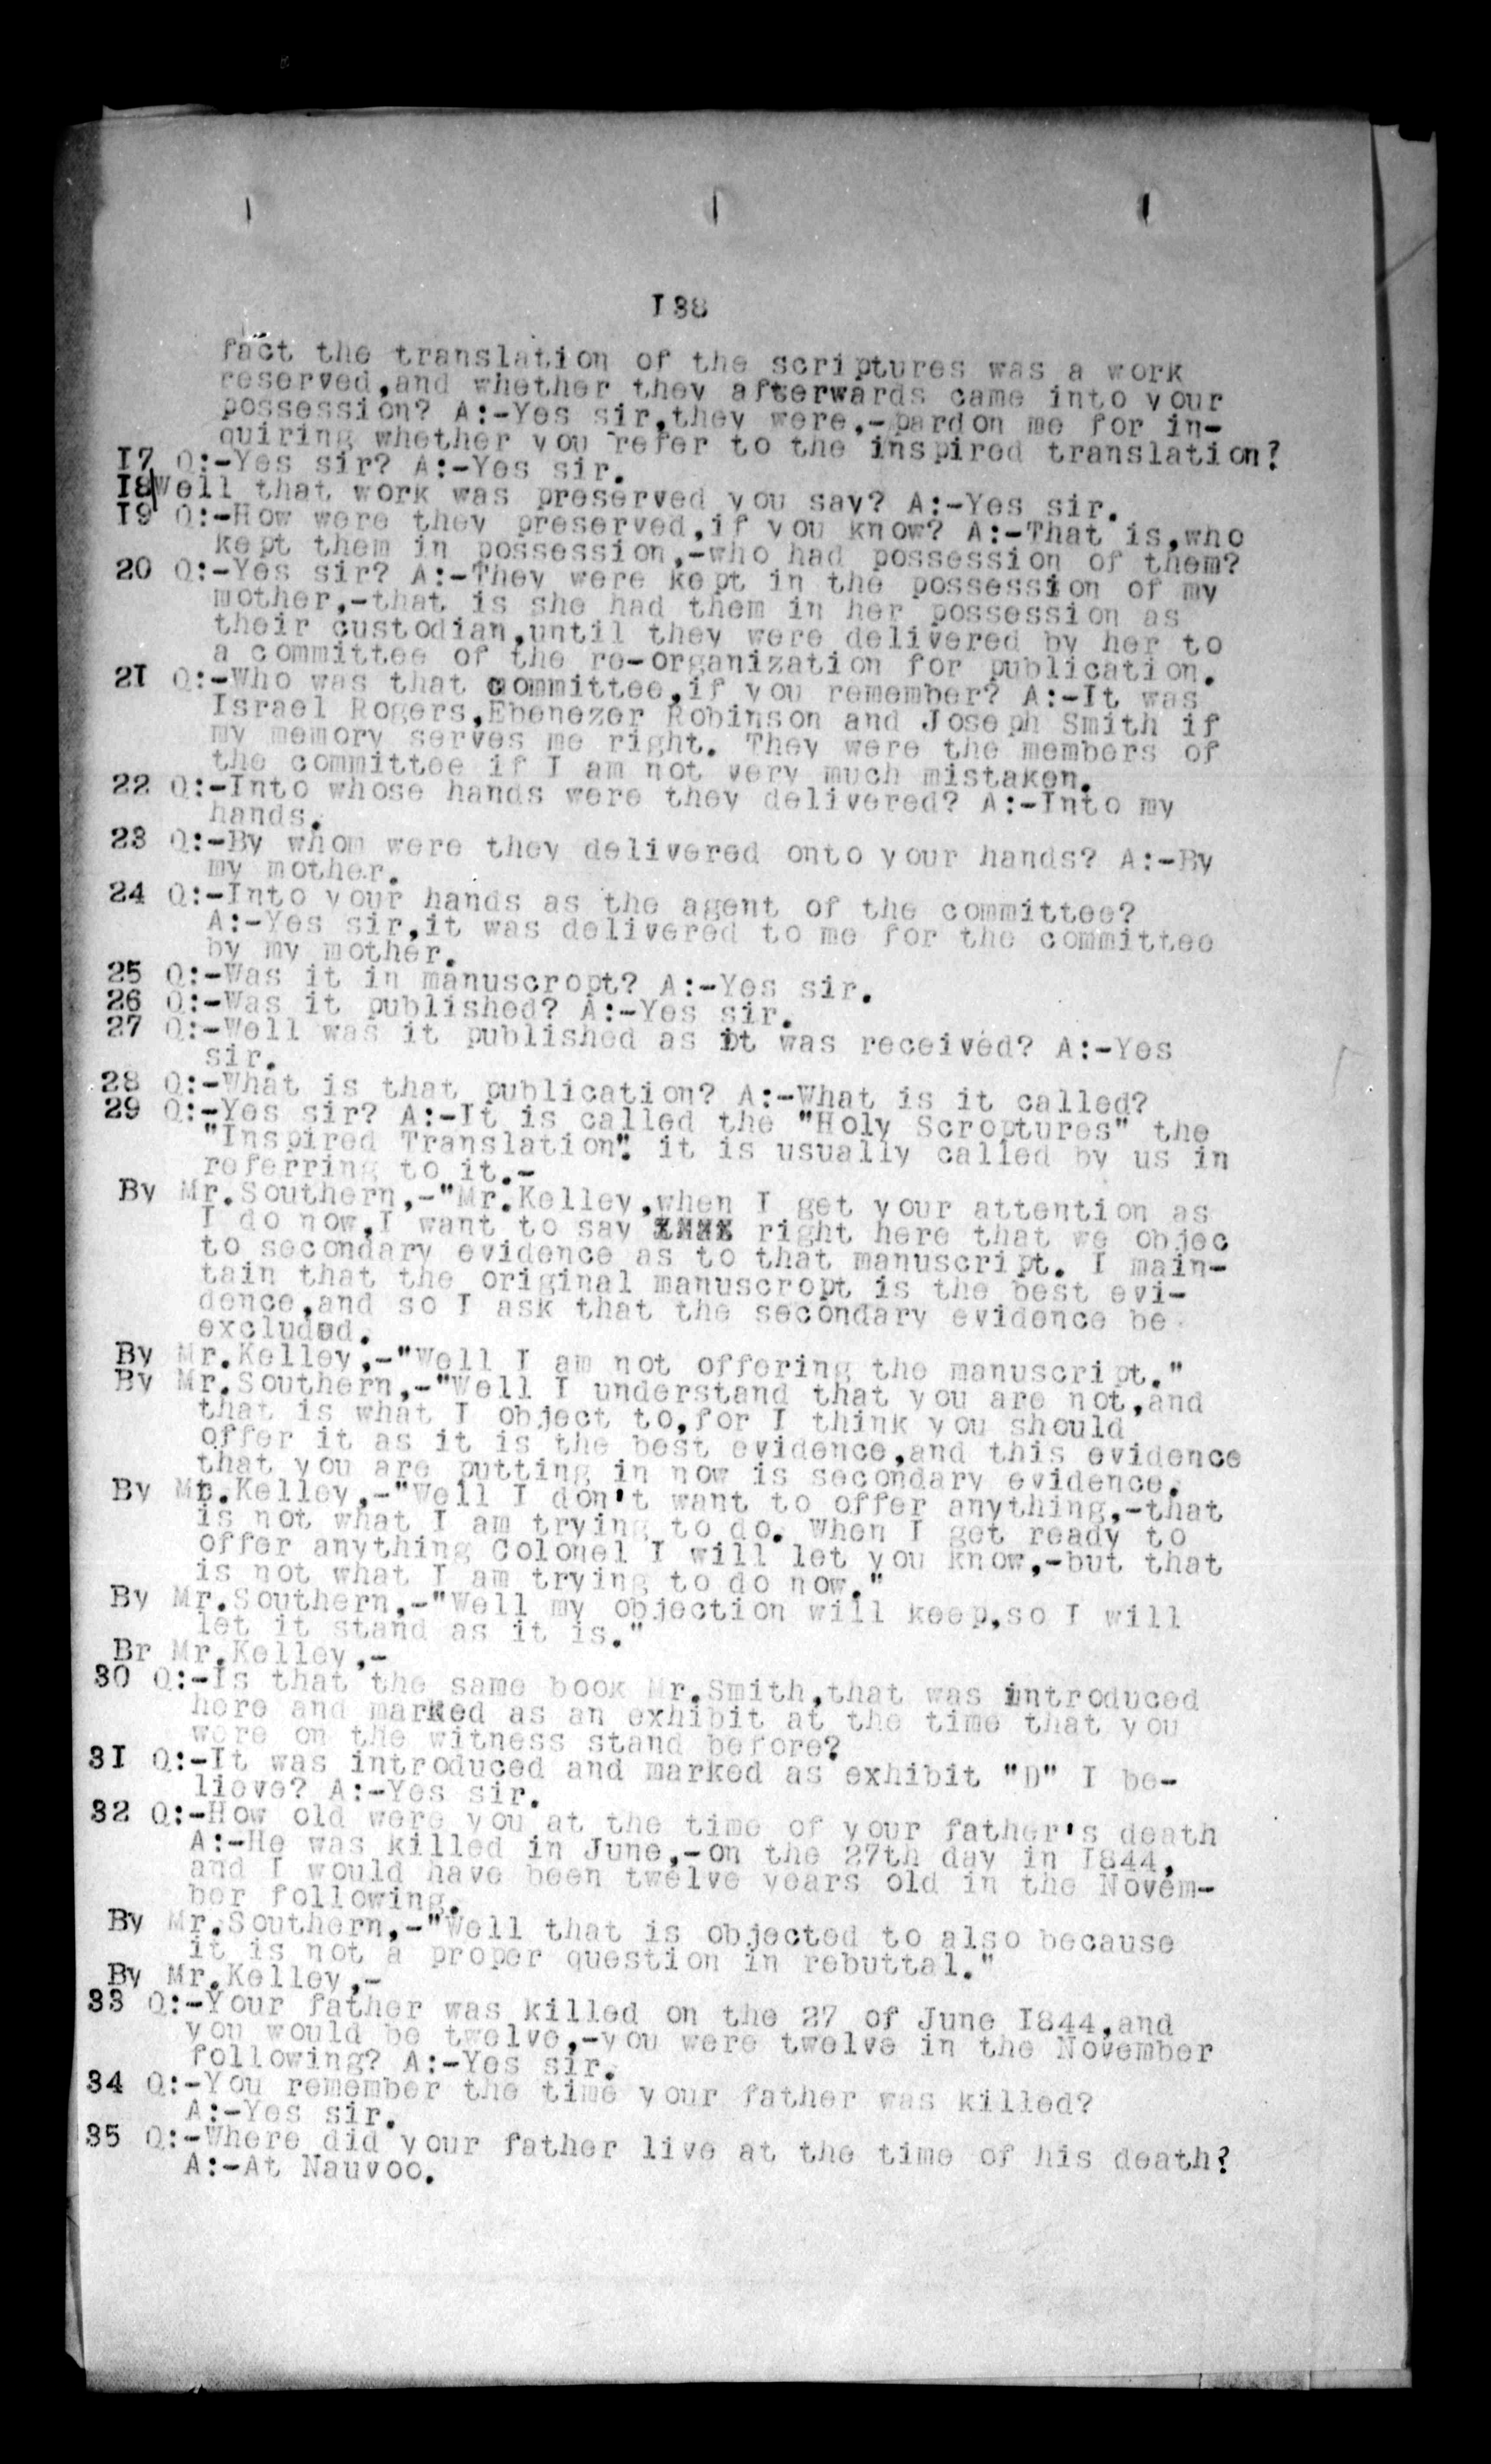 I38
fact the translation of the scriptures was a work
reserved,and whether they afterwards came into your
possession? A:-Yes sir,they were,-pardon me for in-
quiring whether you refer to the inspired translation?
I7 Q:-Yes sir? A:-Yes sir.
I8 Well that work was preserved you say? A:-Yes sir.
I9 Q:-How were they preserved,if you know? A:-That is,who
kept them in possession,-who had possession of them?
20 Q:-Yes sir? A:-They were kept in the possession of my
mother,-that is she had them in her possession as
their custodian,until they were delivered by her to
a committee of the re-organization for publication.
2I Q:-Who was that committee,if you remember? A:-It was
Israel Rogers,Ebenezer Robinson and Joseph Smith if
my memory serves me right. They were the members of
the committee if I am not very much mistaken.
22 Q:-Into whose hands were they delivered? A:-Into my
hands.
23 Q:-By whom were they delivered onto your hands? A:-By
my mother.
24 Q:-Into your hands as the agent of the committee?
A:-Yes sir,it was delivered to me for the committee
by my mother.
25 Q:-Was it in manuscropt? A:-Yes sir.
26 Q:-Was it published? A:-Yes sir.
27 Q:-Well was it published as it was received? A:-Yes
sir.
28 Q:-What is that publication? A:-What is it called?
29 Q:-Yes sir? A:-It is called the "Holy Scroptures" the
"Inspired Translation". it is usually called by us in
referring to it.-
By Mr.Southern,-"Mr.Kelley,when I get your attention as
I do now,I want to say right here that we objec
to secondary evidence as to that manuscript. I main-
tain that the original manuscropt is the best evi-
dence,and so I ask that the secondary evidence be
excluded.
By Mr.Kelley,-"Well I am not offering the manuscript."
By Mr.Southern,-"Well I understand that you are not,and
that is what I object to,for I think you should
offer it as it is the best evidence,and this evidence
that you are putting in now is secondary evidence.
By Mr.Kelley,-"Well I don't want to offer anything,-that
is not what I am trying to do. When I get ready to
offer anything Colonel I will let you know,-but that
is not what I am trying to do now."
By Mr.Southern,-"Well my objection will keep,so I will
let it stand as it is."
Br Mr.Kelley,-
30 Q:-Is that the same book Mr.Smith,that was introduced
here and marked as an exhibit at the time that you
were on the witness stand before?
3I Q:-It was introduced and marked as exhibit "D" I be-
lieve? A:-Yes sir.
32 Q:-How old were you at the time of your father's death
A:-He was killed in June,-on the 27th day in I844,
and I would have been twelve years old in the Novem-
ber following.
By Mr.Southern,-"Well that is objected to also because
it is not a proper question in rebuttal."
By Mr.Kelley,-
33 Q:-Your father was killed on the 27 of June I844,and
you would be twelve,-you were twelve in the November
following? A:-Yes sir.
34 Q:-You remember the time your father was killed?
A:-Yes sir.
35 Q:-Where did your father live at the time of his death?
A:-At Nauvoo.